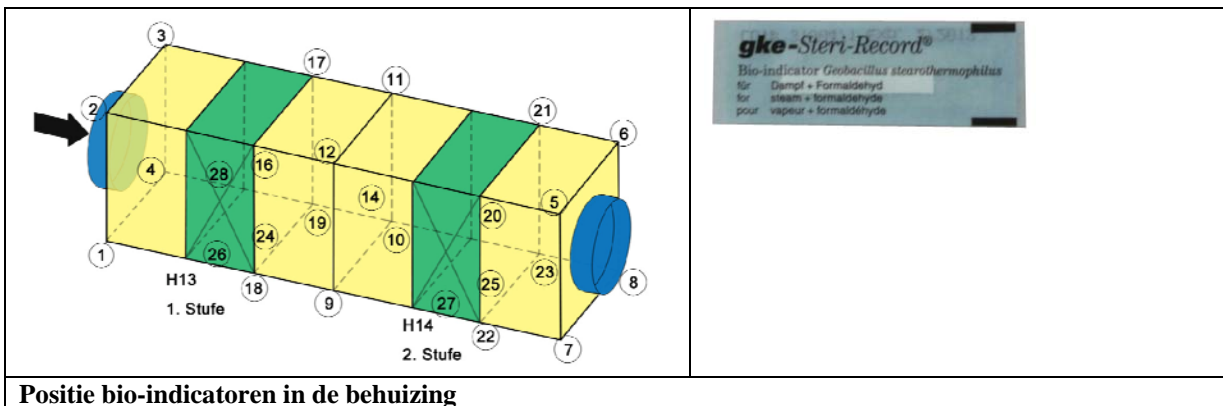 3
17
11
21
2
6
16
12
28
4
14
5
20
19
10
24
1
26
23
25
8
H13
18
9
27
1. Stufe
H14
22
7
2. Stufe
gke-Steri-Record®
Bio-indicator Geobacillus stearothermophilus
für Dampf + Formaldehyd
for steam + formaldehyde
pour vapeur + formaldéhyde
Positie bio-indicatoren in de behuizing